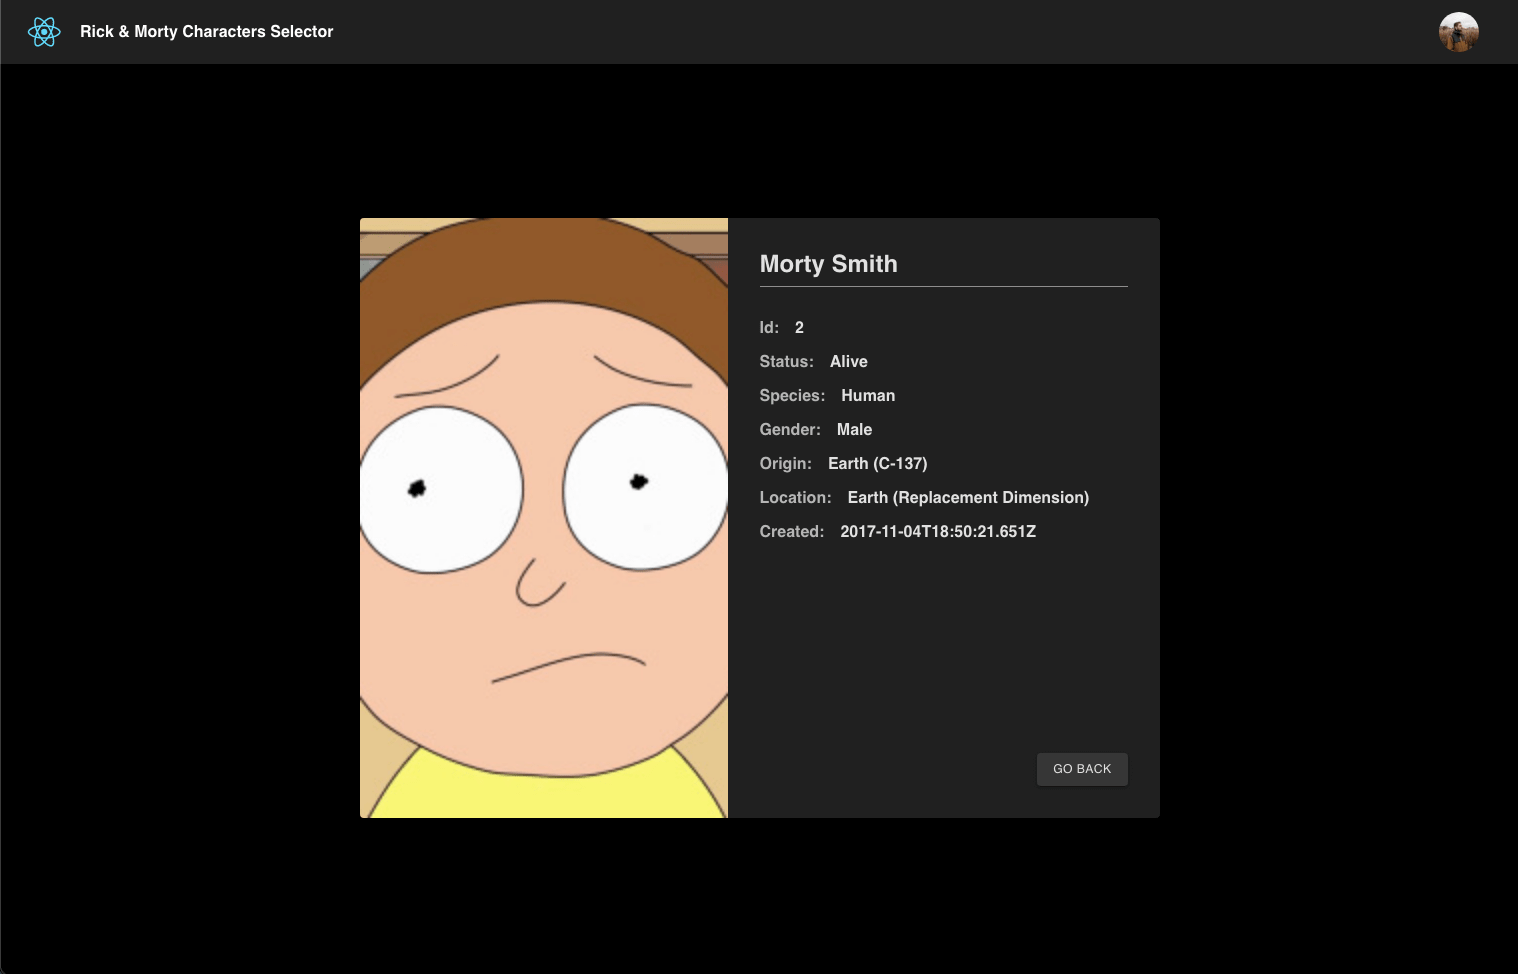 Rick & Morty Characters Selector
Morty Smith
Id: 2
Status: Alive
Species: Human
Gender: Male
Origin: Earth (C-137)
Location: Earth (Replacement Dimension)
Created: 2017-11-04T18:50:21.651Z
GO BACK